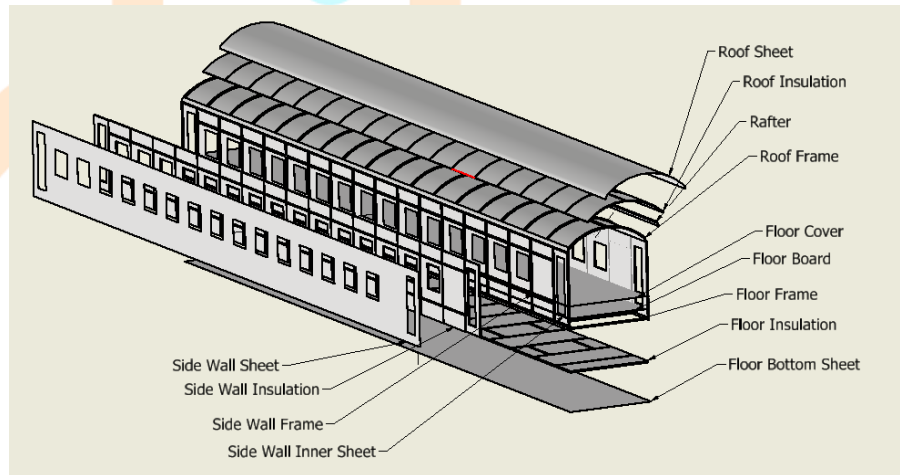 Roof Sheet
Roof Insulation
Rafter
Roof Frame
Floor Cover
Floor Board
Floor Frame
Floor Insulation
Floor Bottom Sheet
Side Wall Sheet
Side Wall Insulation
Side Wall Frame
Side Wall Inner Sheet